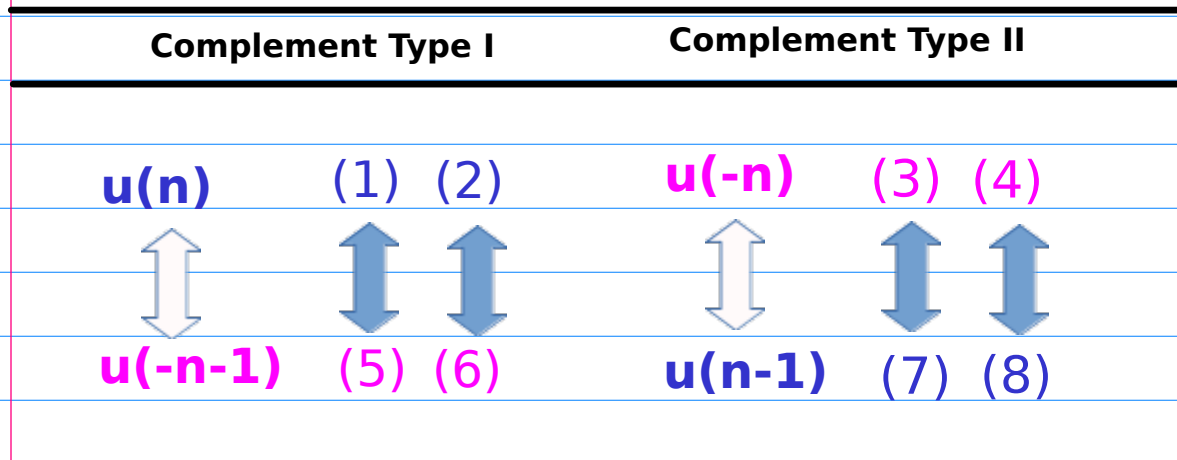 Complement Type I Complement Type II
u(n) (1) (2) u(-n) (3) (4)
u(-n-1) (5) (6) u(n-1) (7) (8)